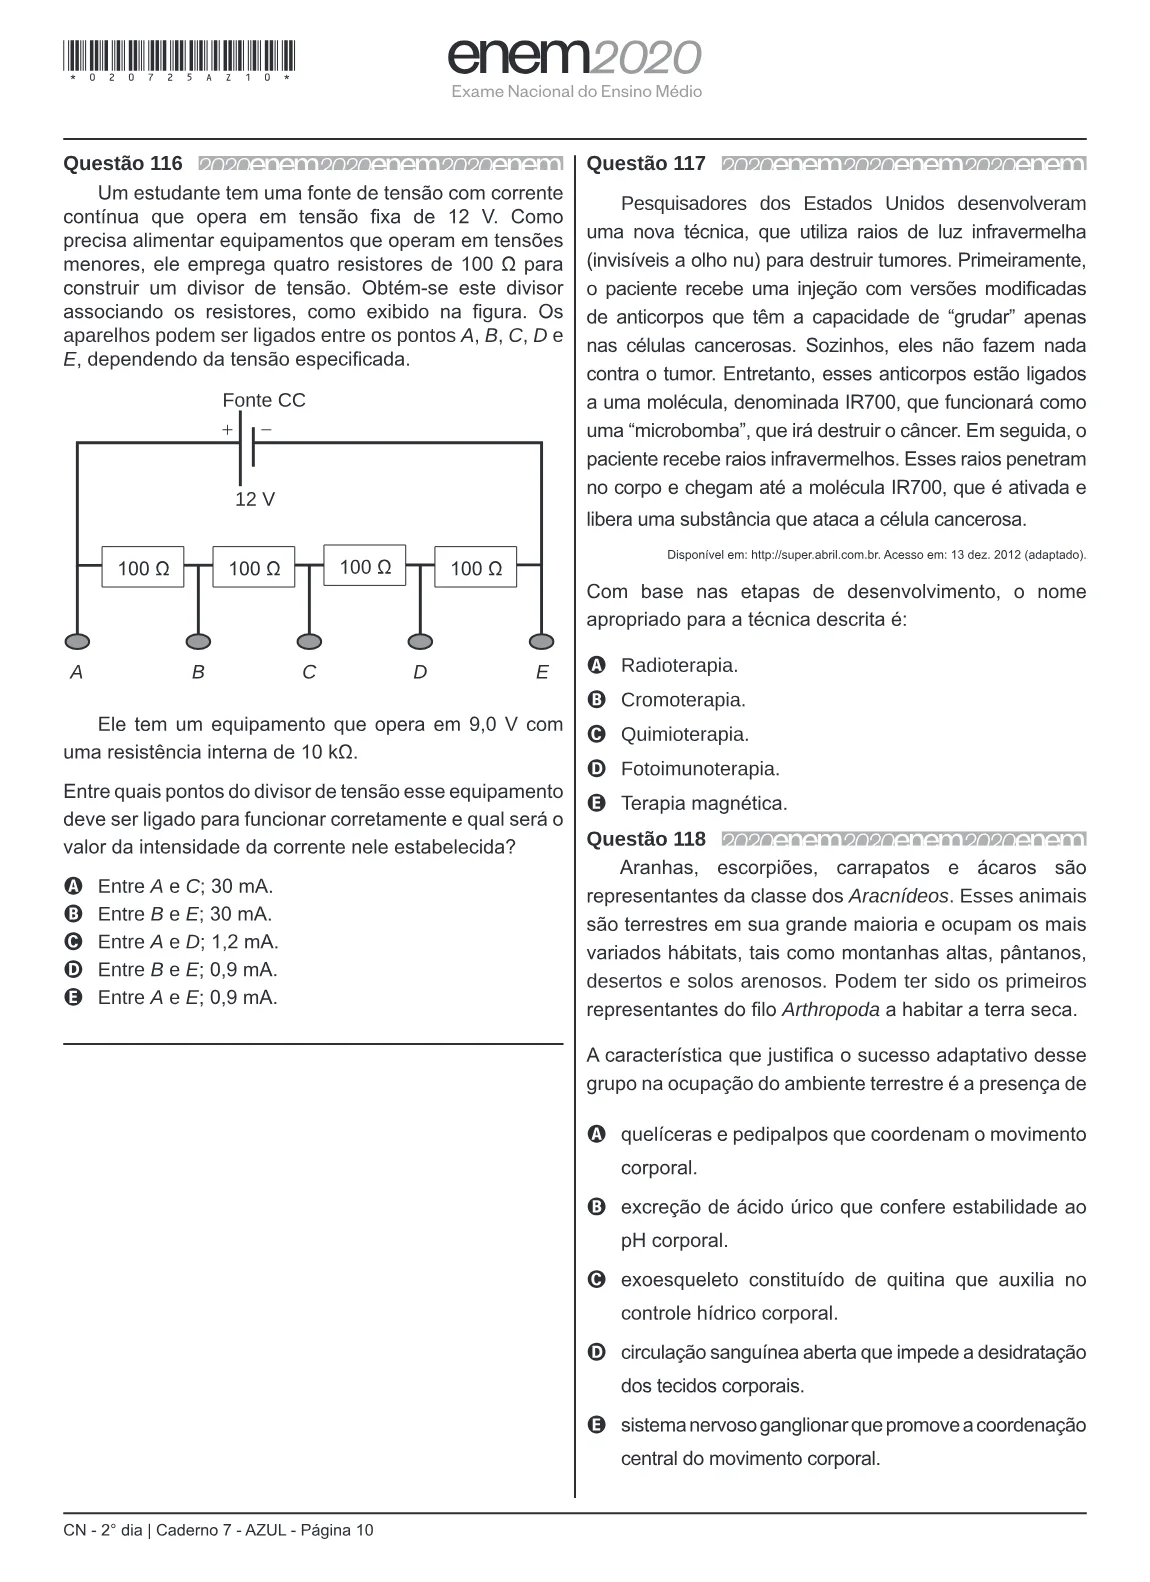 *020725AZ10*
enem2020
Exame Nacional do Ensino Médio
Questão 116 2020enem2020enem2020enem
Um estudante tem uma fonte de tensão com corrente
contínua que opera em tensão fixa de 12 V. Como
precisa alimentar equipamentos que operam em tensões
menores, ele emprega quatro resistores de 100 Ω para
construir um divisor de tensão. Obtém-se este divisor
associando os resistores, como exibido na figura. Os
aparelhos podem ser ligados entre os pontos A, B, C, D e
E, dependendo da tensão especificada.
Fonte CC
+ −
12 V
100 Ω 100 Ω 100 Ω 100 Ω
A B C D E
Ele tem um equipamento que opera em 9,0 V com
uma resistência interna de 10 kΩ.
Entre quais pontos do divisor de tensão esse equipamento
deve ser ligado para funcionar corretamente e qual será o
valor da intensidade da corrente nele estabelecida?
A Entre A e C; 30 mA.
B Entre B e E; 30 mA.
C Entre A e D; 1,2 mA.
D Entre B e E; 0,9 mA.
E Entre A e E; 0,9 mA.
Questão 117 2020enem2020enem2020enem
Pesquisadores dos Estados Unidos desenvolveram
uma nova técnica, que utiliza raios de luz infravermelha
(invisíveis a olho nu) para destruir tumores. Primeiramente,
o paciente recebe uma injeção com versões modificadas
de anticorpos que têm a capacidade de “grudar” apenas
nas células cancerosas. Sozinhos, eles não fazem nada
contra o tumor. Entretanto, esses anticorpos estão ligados
a uma molécula, denominada IR700, que funcionará como
uma “microbomba”, que irá destruir o câncer. Em seguida, o
paciente recebe raios infravermelhos. Esses raios penetram
no corpo e chegam até a molécula IR700, que é ativada e
libera uma substância que ataca a célula cancerosa.
Disponível em: http://super.abril.com.br. Acesso em: 13 dez. 2012 (adaptado).
Com base nas etapas de desenvolvimento, o nome
apropriado para a técnica descrita é:
A Radioterapia.
B Cromoterapia.
C Quimioterapia.
D Fotoimunoterapia.
E Terapia magnética.
Questão 118 2020enem2020enem2020enem
Aranhas, escorpiões, carrapatos e ácaros são
representantes da classe dos Aracnídeos. Esses animais
são terrestres em sua grande maioria e ocupam os mais
variados hábitats, tais como montanhas altas, pântanos,
desertos e solos arenosos. Podem ter sido os primeiros
representantes do filo Arthropoda a habitar a terra seca.
A característica que justifica o sucesso adaptativo desse
grupo na ocupação do ambiente terrestre é a presença de
A quelíceras e pedipalpos que coordenam o movimento
corporal.
B excreção de ácido úrico que confere estabilidade ao
pH corporal.
C exoesqueleto constituído de quitina que auxilia no
controle hídrico corporal.
D circulação sanguínea aberta que impede a desidratação
dos tecidos corporais.
E sistema nervoso ganglionar que promove a coordenação
central do movimento corporal.
CN - 2° dia | Caderno 7 - AZUL - Página 10